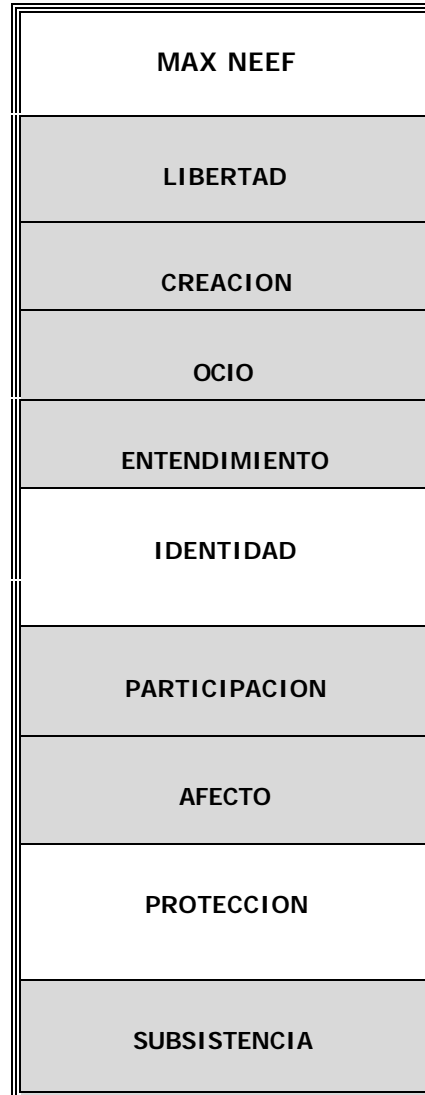 MAX NEEF
LIBERTAD
CREACION
OCIO
ENTENDIMIENTO
IDENTIDAD
PARTICIPACION
AFECTO
PROTECCION
SUBSISTENCIA